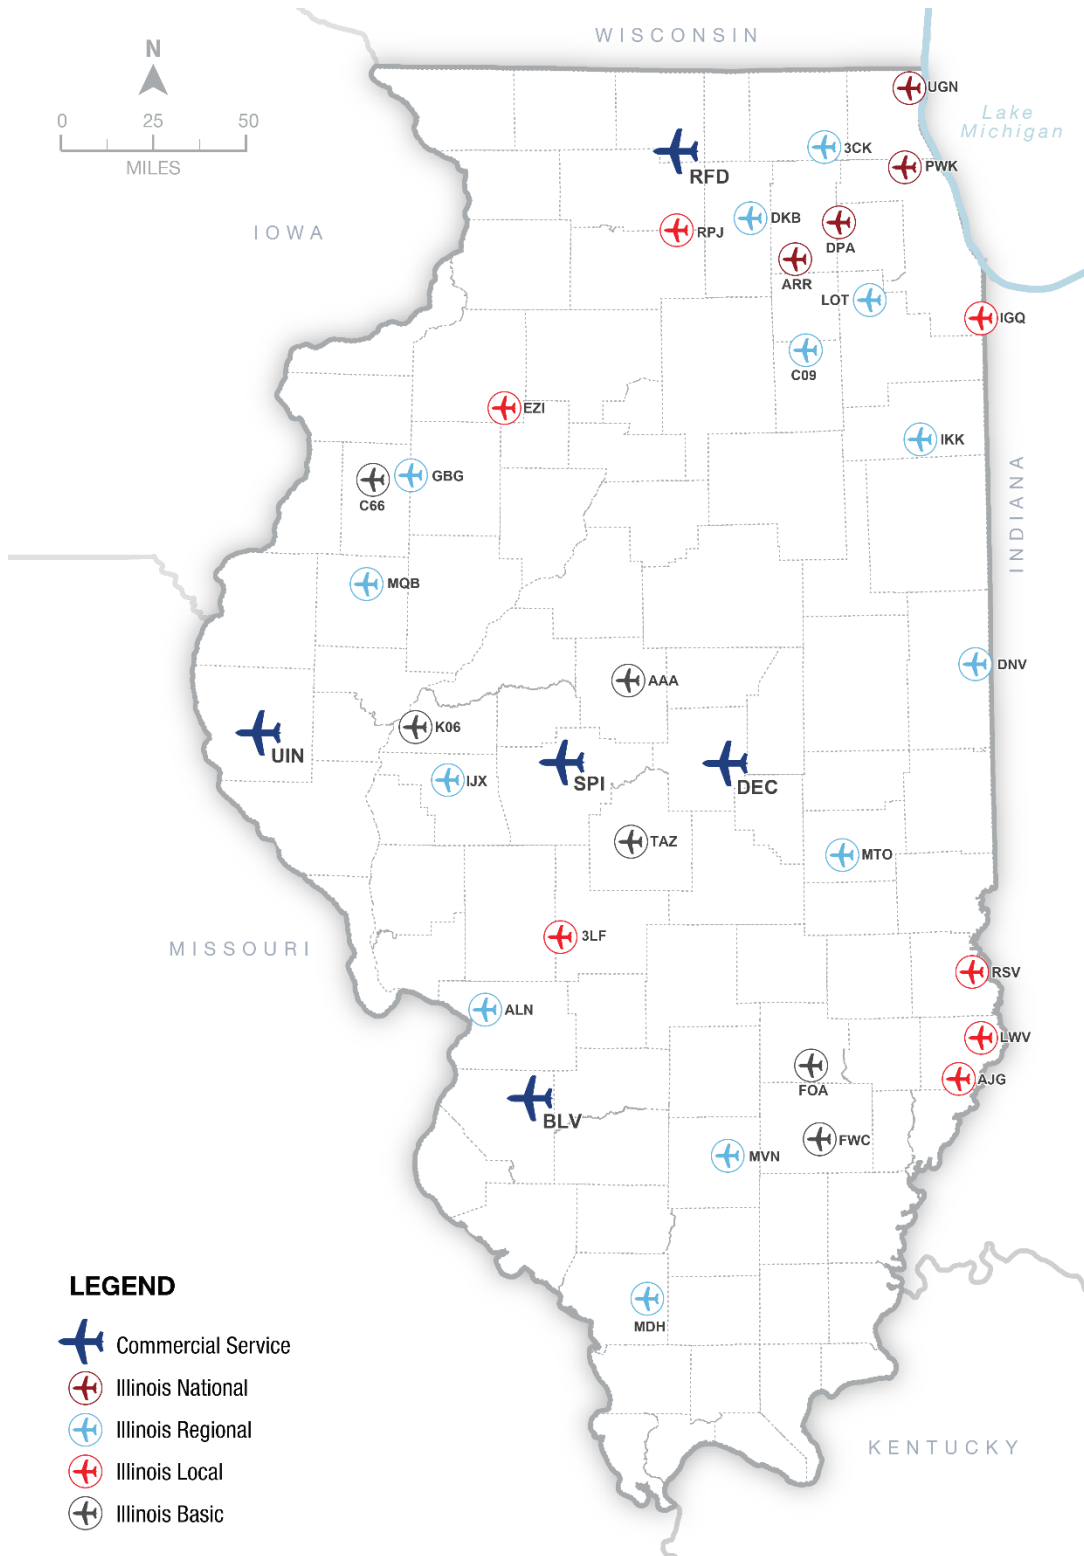 WISCONSIN
N
0 25 50
MILES
Lake
Michigan
IOWA
UGN
3CK
PWK
RFD
DKB
DPA
RPJ
ARR
LOT
IGQ
C09
EZI
IKK
GBG
C66
INDIANA
MQB
DNV
AAA
K06
UIN
SPI
DEC
IJX
TAZ
MTO
MISSOURI
3LF
RSV
ALN
LWV
AJG
FOA
BLV
FWC
MVN
MDH
KENTUCKY
LEGEND
Commercial Service
Illinois National
Illinois Regional
Illinois Local
Illinois Basic